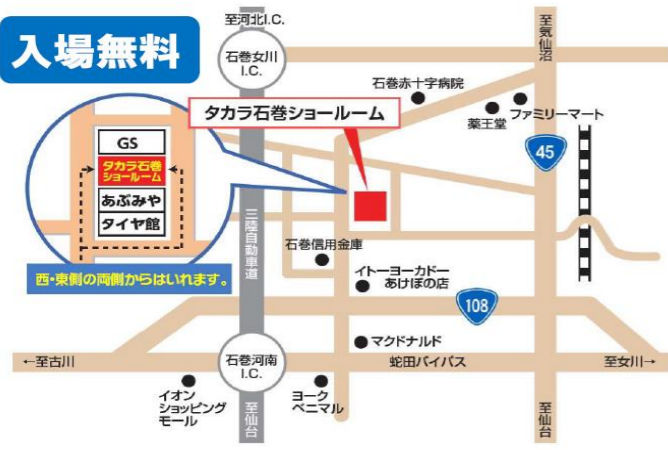 入場無料
至河北I.C.
石巻女川
I.C.
至気仙沼
石巻赤十字病院
タカラ石巻ショールーム
薬王堂
ファミリーマート
45
GS
タカラ石巻
ショールーム
あぶみや
タイヤ館
西・東側の両側からはいれます。
三陸自動車道
石巻信用金庫
イトーヨーカドー
あけぼの店
108
マクドナルド
←至古川
石巻河南
I.C.
蛇田バイパス
至女川→
イオン
ショッピング
モール
至仙台
ヨーク
ベニマル
至仙台